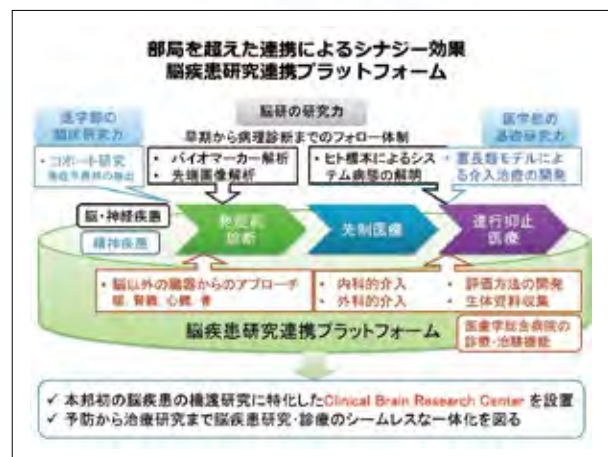 部局を超えた連携によるシナジー効果
脳疾患研究連携プラットフォーム
医学部の
臨床研究力
脳研の研究力
医学部の
基礎研究力
早期から病理診断までのフォロー体制
・コホート研究
・バイオマーカー解析
・先端画像解析
・ヒト標本によるシス
テム病態の解明
・霊長類モデルによ
る介入治療の開発
脳・神経疾患
精神疾患
発症前
診断
先制医療
進行抑止
医療
・脳以外の臓器からのアプローチ
腎臓、心臓、骨
・内科的介入
・外科的介入
・評価方法の開発
・生体資料収集
脳疾患研究連携プラットフォーム
医歯学総合病院の
診療・治験機能
✓ 本邦初の脳疾患の橋渡研究に特化したClinical Brain Research Center を設置
✓ 予防から治療研究まで脳疾患研究・診療のシームレスな一体化を図る